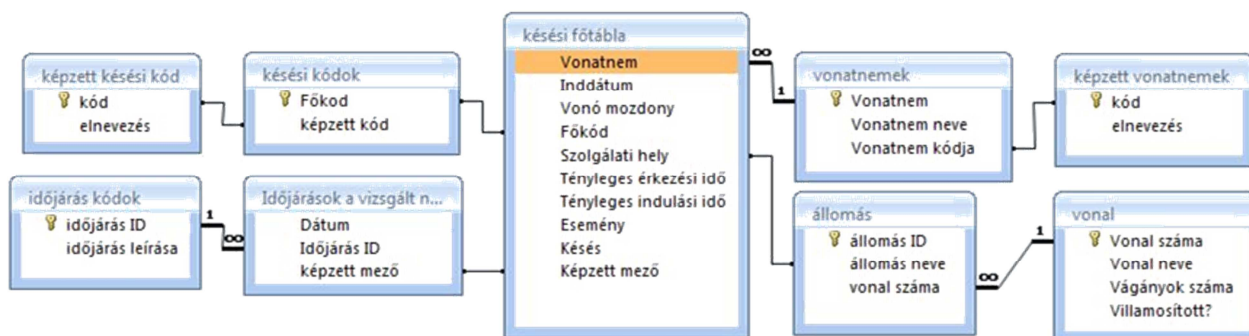 képzett késési kód
kód
elnevezés
késési kódok
Főkod
képzett kód
időjárás kódok
időjárás ID
időjárás leírása
1
∞
Időjárások a vizsgált n...
Dátum
Időjárás ID
képzett mező
késési főtábla
Vonatnem
Inddátum
Vonó mozdony
Főkód
Szolgálati hely
Tényleges érkezési idő
Tényleges indulási idő
Esemény
Késés
Képzett mező
∞
1
vonatnemek
Vonatnem
Vonatnem neve
Vonatnem kódja
képzett vonatnemek
kód
elnevezés
állomás
állomás ID
állomás neve
vonal száma
∞
1
vonal
Vonal száma
Vonal neve
Vágányok száma
Villamosított?